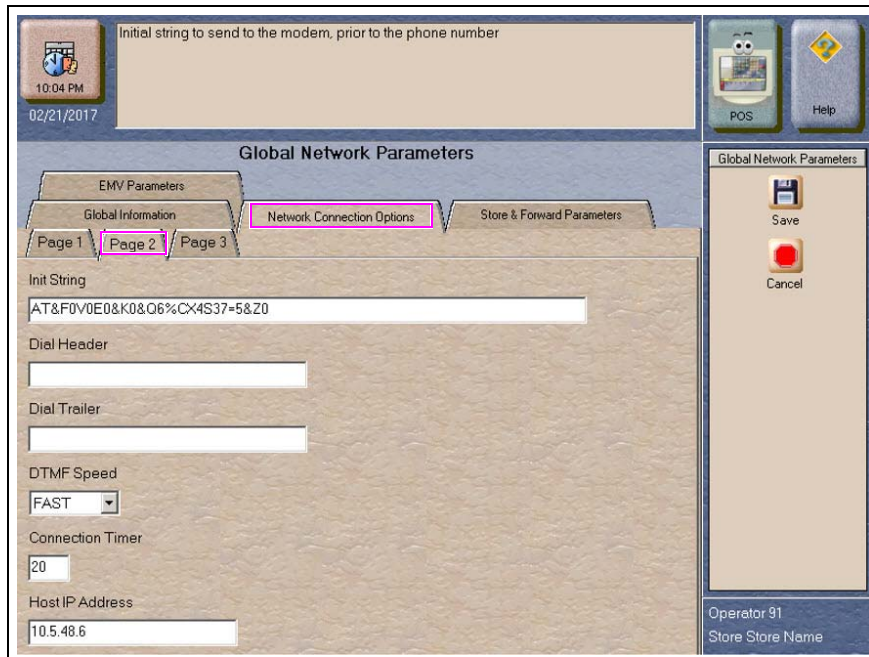 Initial string to send to the modem, prior to the phone number
10:04 PM
02/21/2017
POS
Help
Global Network Parameters
Global Network Parameters
EMV Parameters
Global Information
Network Connection Options
Store & Forward Parameters
Page 1
Page 2
Page 3
Save
Cancel
Init String
AT&F0V0E0&K0&Q6%CX4S37=5&Z0
Dial Header
Dial Trailer
DTMF Speed
FAST
Connection Timer
20
Host IP Address
10.5.48.6
Operator 91
Store Store Name